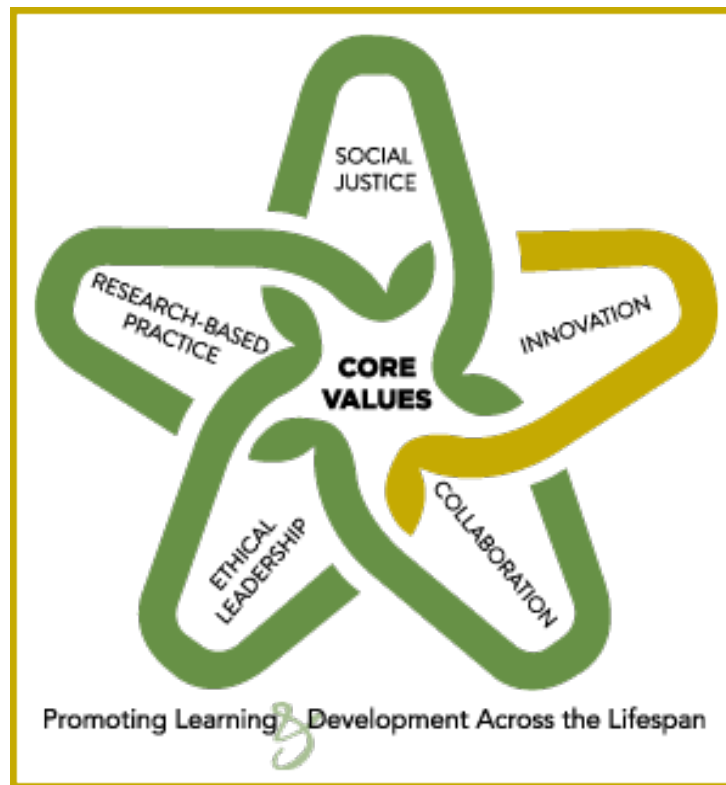 SOCIAL
JUSTICE
RESEARCH-BASED
PRACTICE
INNOVATION
CORE
VALUES
ETHICAL
LEADERSHIP
COLLABORATION
Promoting Learning & Development Across the Lifespan